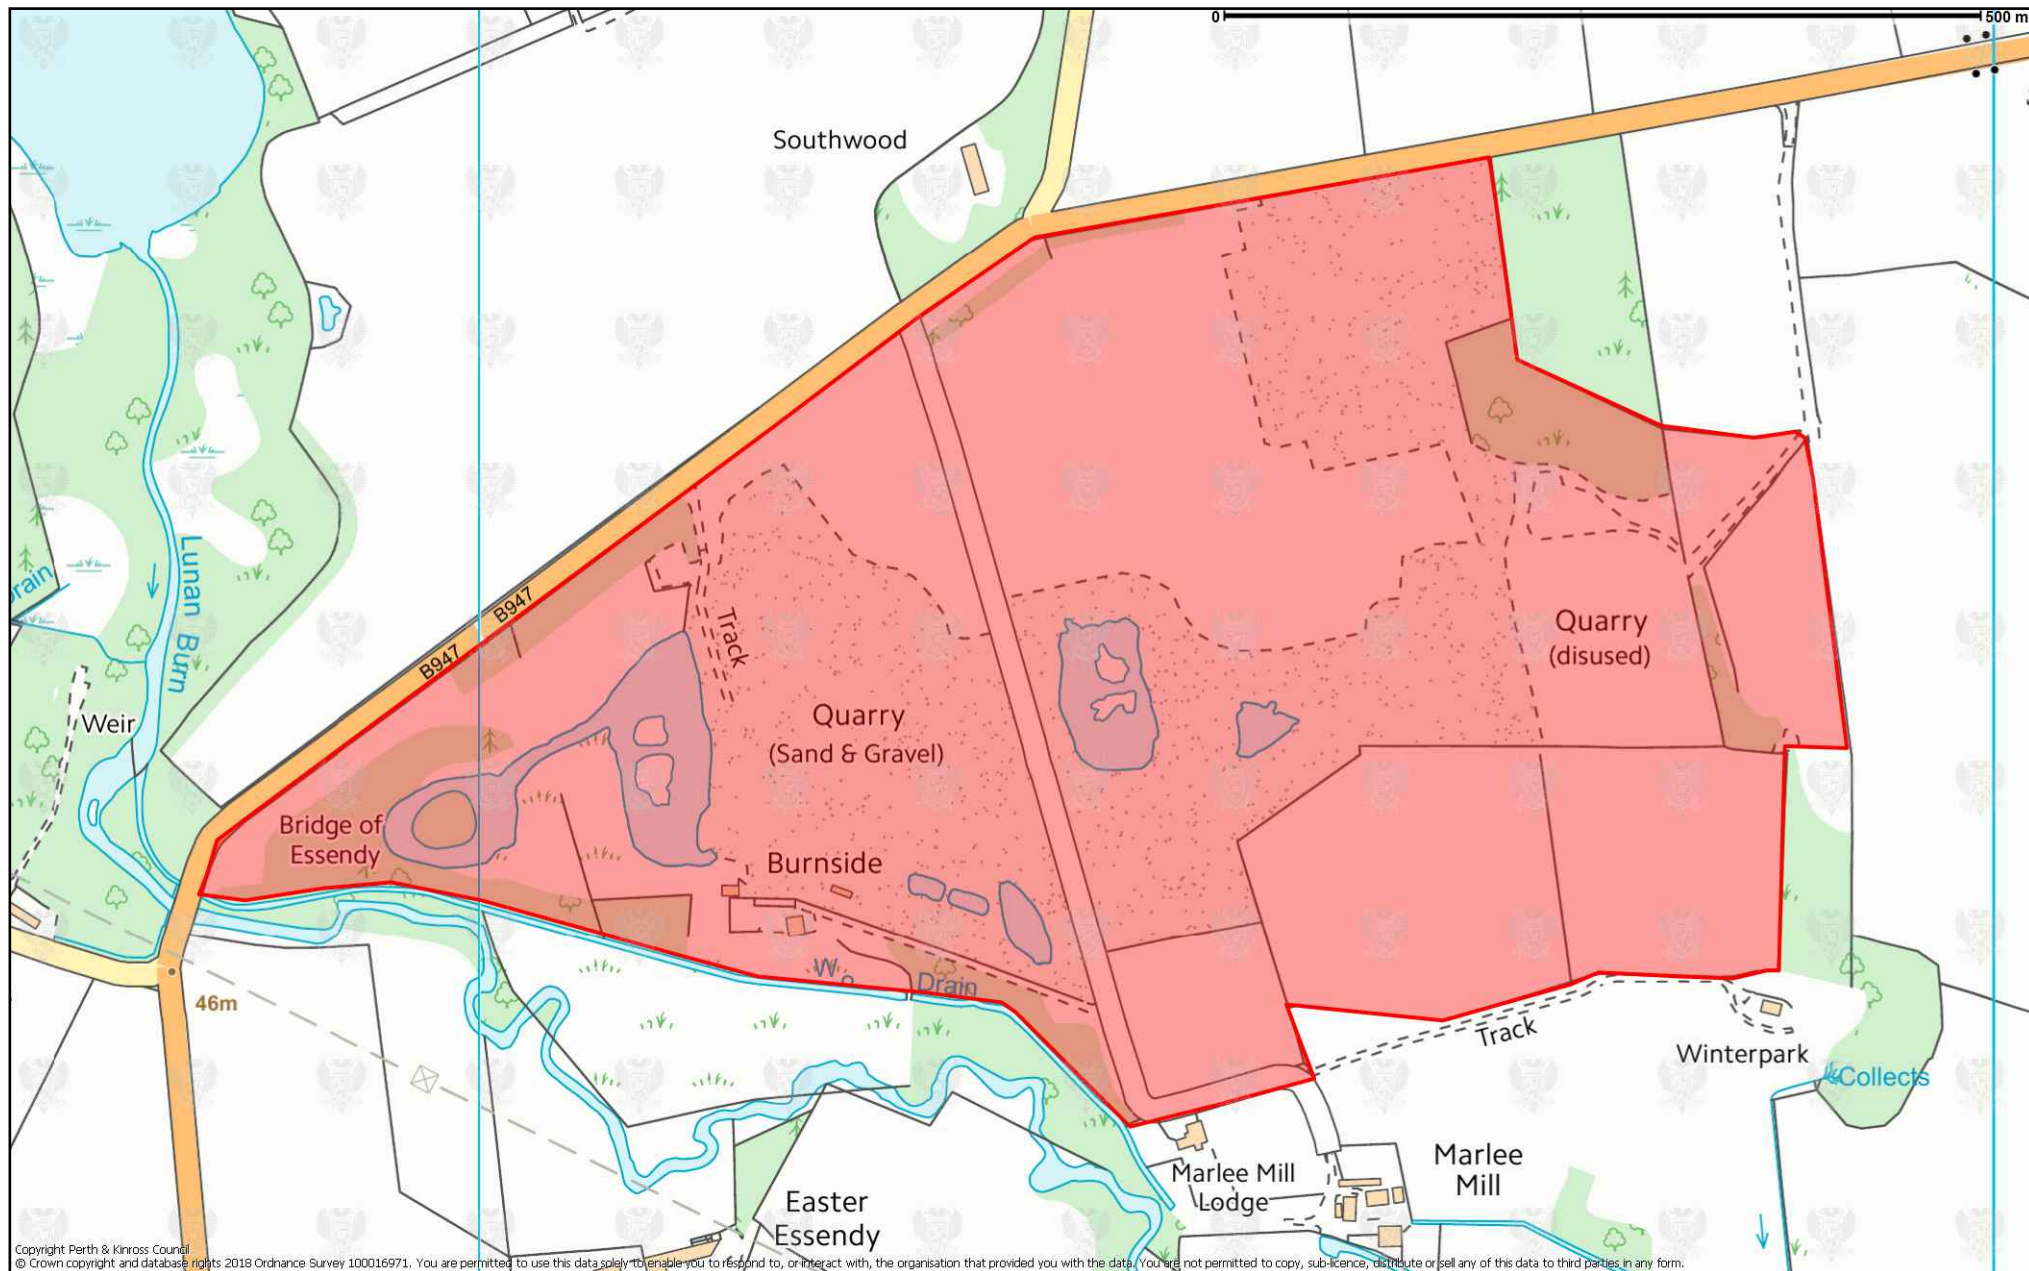 0 500 m
Southwood
Lunan Burn
B947
B947
Track
Quarry
(disused)
Weir
Quarry
(Sand & Gravel)
Bridge of
Essendy
Burnside
W
Drain
46m
Track
Winterpark
Collects
Marlee Mill
Lodge
Marlee
Mill
Easter
Essendy
Copyright Perth & Kinross Council
© Crown copyright and database rights 2018 Ordnance Survey 100016971. You are permitted to use this data solely to enable you to respond to, or interact with, the organisation that provided you with the data. You are not permitted to copy, sub-licence, distribute or sell any of this data to third parties in any form.